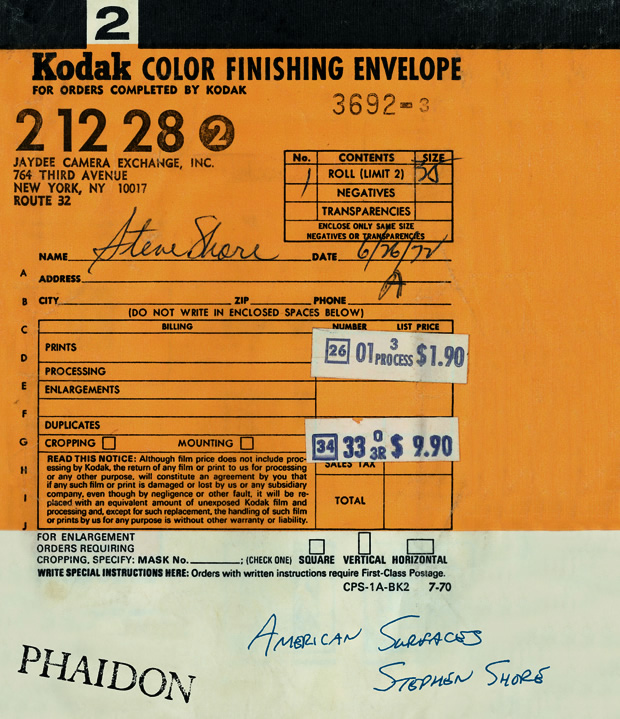 2
Kodak COLOR FINISHING ENVELOPE
FOR ORDERS COMPLETED BY KODAK
3692-3
2 12 28 2
JAYDEE CAMERA EXCHANGE, INC.
764 THIRD AVENUE
NEW YORK, NY 10017
ROUTE 32
No. CONTENTS SIZE
1 ROLL (LIMIT 2)
NEGATIVES
TRANSPARENCIES
ENCLOSE ONLY SAME SIZE
NEGATIVES OR TRANSPARENCIES
NAME Steve Shore DATE 6/26/72
ADDRESS A
CITY ZIP PHONE
(DO NOT WRITE IN ENCLOSED SPACES BELOW)
A
B
C
D
E
F
G
H
I
J
BILLING NUMBER LIST PRICE
PRINTS
26 01 3 PROCESS $1.90
PROCESSING
ENLARGEMENTS
DUPLICATES
CROPPING MOUNTING
34 33 0 3R $ 9.90
SALES TAX
TOTAL
READ THIS NOTICE: Although film price does not include proc-
essing by Kodak, the return of any film or print to us for processing
or any other purpose, will constitute an agreement by you that
if any such film or print is damaged or lost by us or any subsidiary
company, even though by negligence or other fault, it will be re-
placed with an equivalent amount of unexposed Kodak film and
processing and, except for such replacement, the handling of such film
or prints by us for any purpose is without other warranty or liability.
FOR ENLARGEMENT
ORDERS REQUIRING
CROPPING, SPECIFY: MASK No. ; (CHECK ONE) SQUARE VERTICAL HORIZONTAL
WRITE SPECIAL INSTRUCTIONS HERE: Orders with written instructions require First-Class Postage.
CPS-1A-BK2 7-70
AMERICAN SURFACES
STEPHEN SHORE
PHAIDON